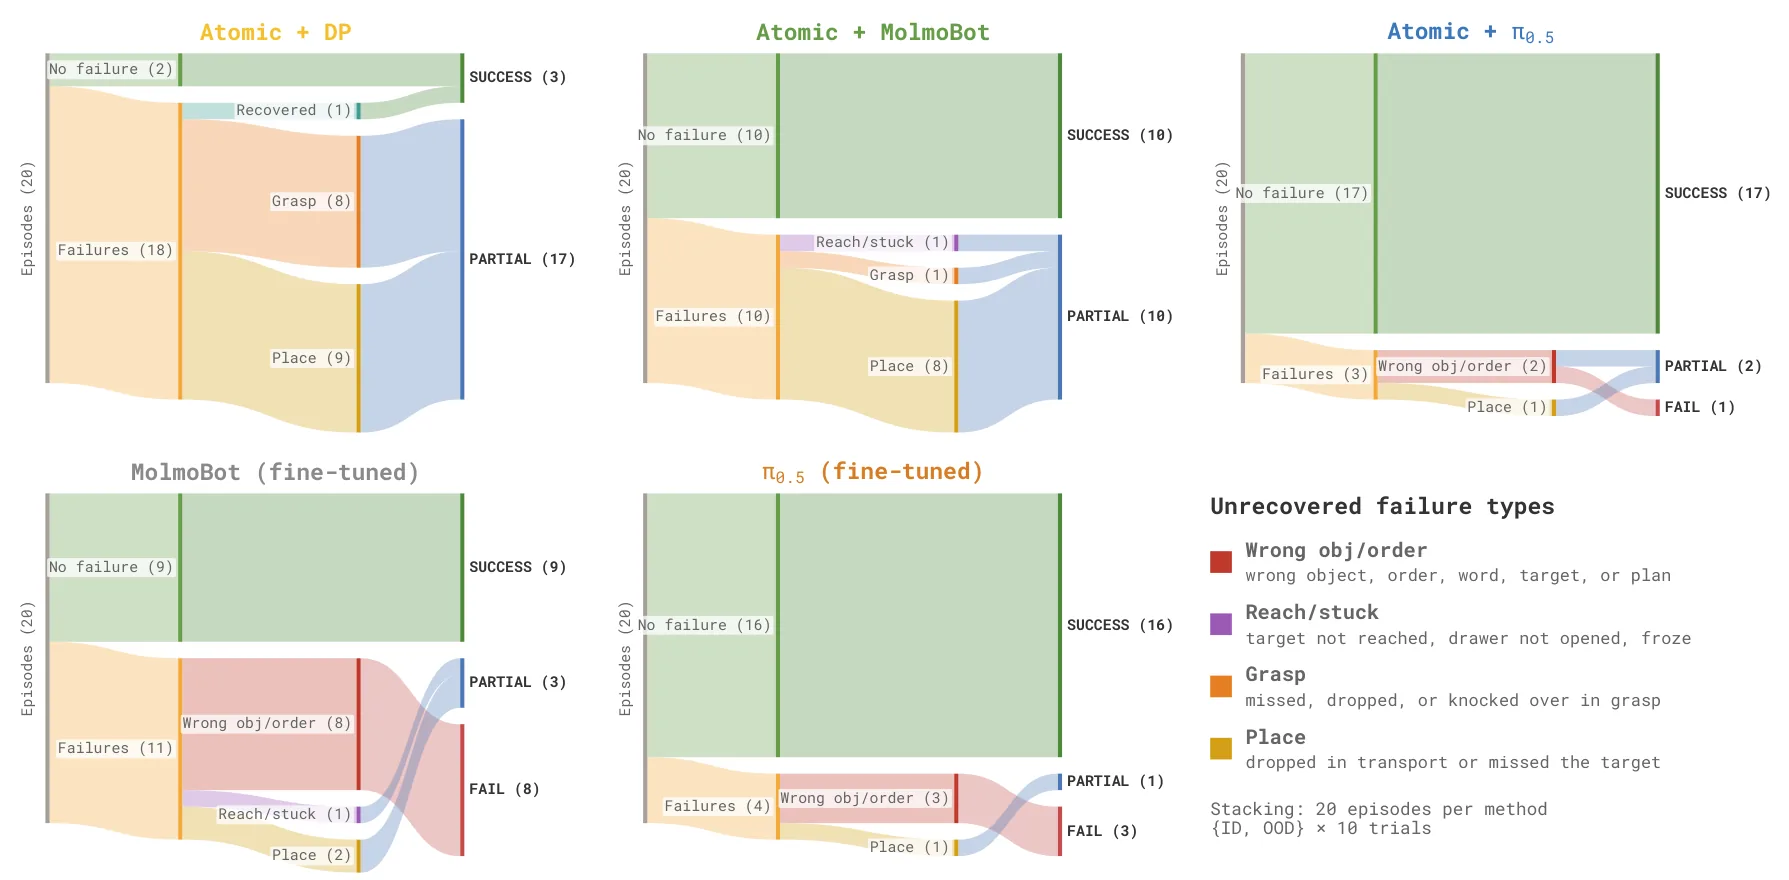 Atomic + DP
Episodes (20)
No failure (2)
Failures (18)
Recovered (1)
Grasp (8)
Place (9)
SUCCESS (3)
PARTIAL (17)
Atomic + MolmoBot
Episodes (20)
No failure (10)
Failures (10)
Reach/stuck (1)
Grasp (1)
Place (8)
SUCCESS (10)
PARTIAL (10)
Atomic + π0.5
Episodes (20)
No failure (17)
Failures (3)
Wrong obj/order (2)
Place (1)
SUCCESS (17)
PARTIAL (2)
FAIL (1)
MolmoBot (fine-tuned)
Episodes (20)
No failure (9)
Failures (11)
Wrong obj/order (8)
Reach/stuck (1)
Place (2)
SUCCESS (9)
PARTIAL (3)
FAIL (8)
π0.5 (fine-tuned)
Episodes (20)
No failure (16)
Failures (4)
Wrong obj/order (3)
Place (1)
SUCCESS (16)
PARTIAL (1)
FAIL (3)
Unrecovered failure types
Wrong obj/order
wrong object, order, word, target, or plan
Reach/stuck
target not reached, drawer not opened, froze
Grasp
missed, dropped, or knocked over in grasp
Place
dropped in transport or missed the target
Stacking: 20 episodes per method
{ID, OOD} × 10 trials